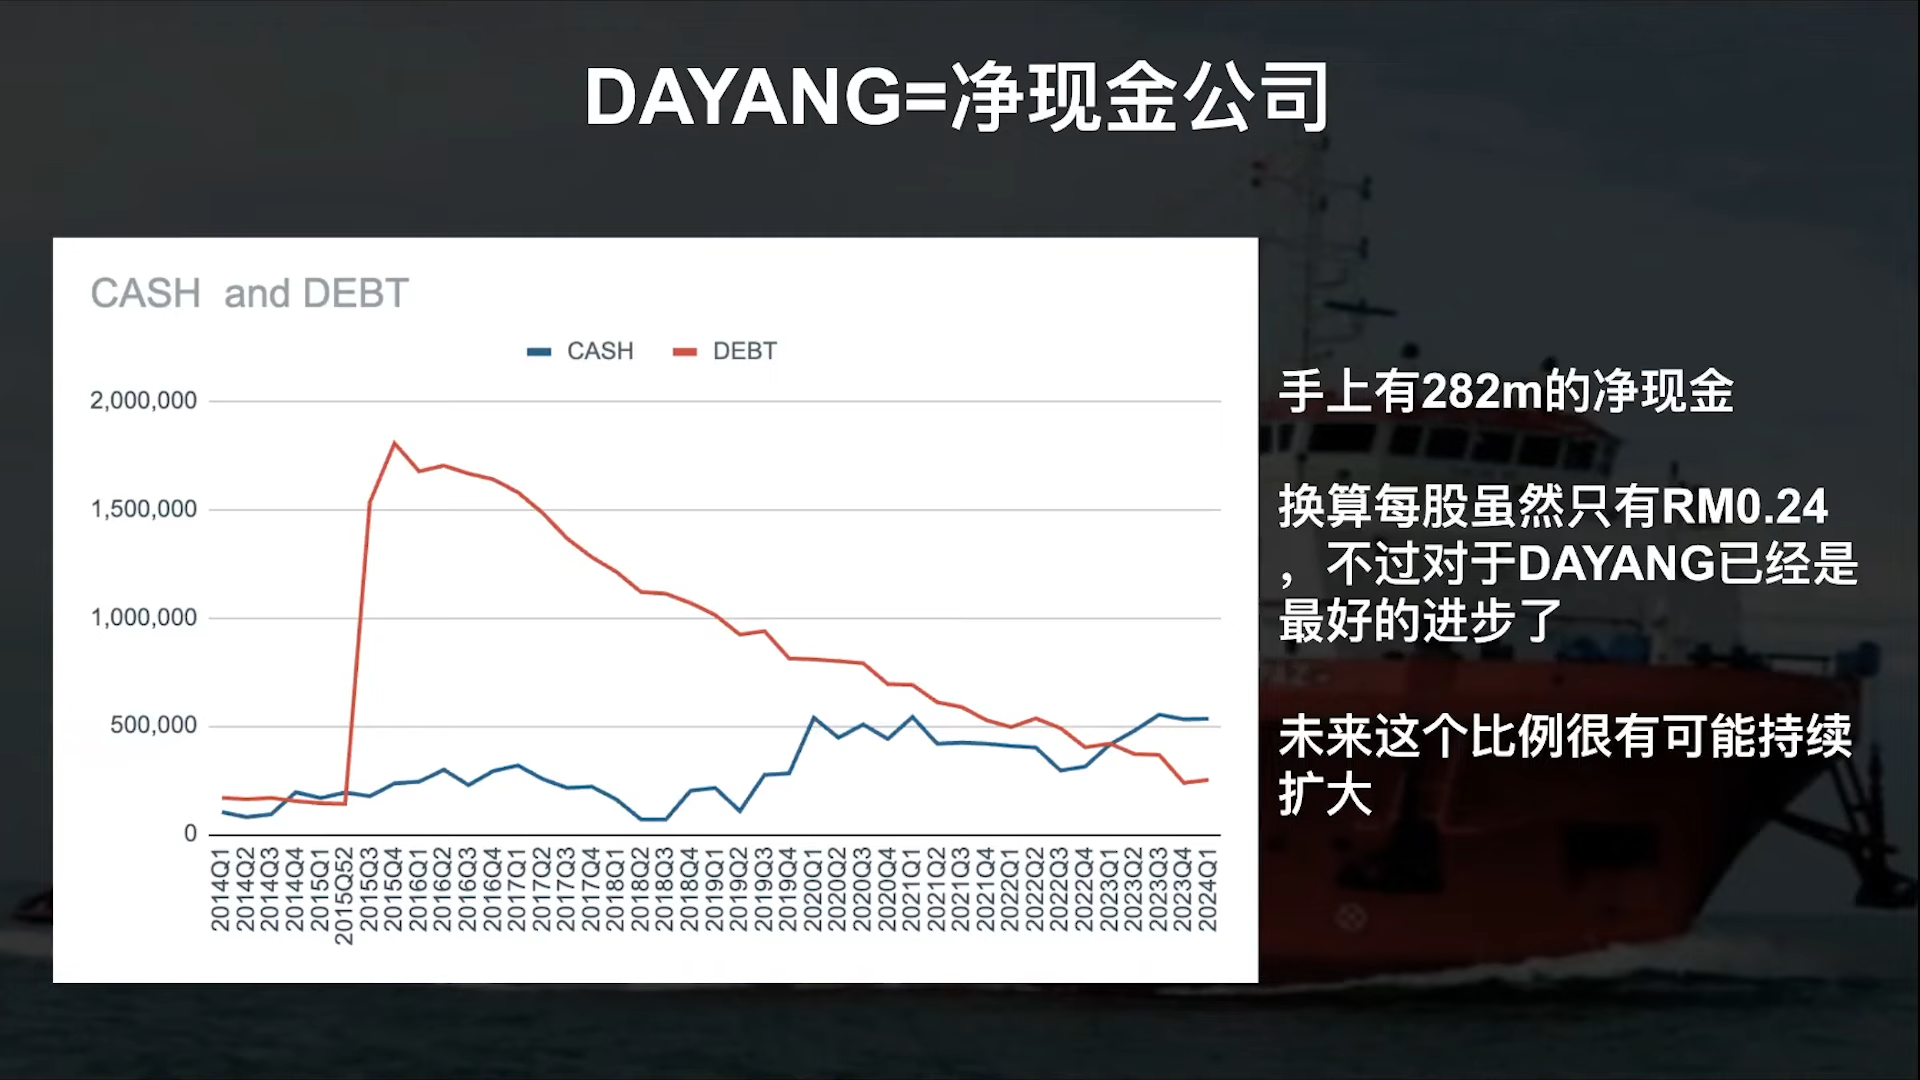 DAYANG=净现金公司
CASH and DEBT
CASH
DEBT
2,000,000
1,500,000
1,000,000
500,000
0
2014Q1
2014Q2
2014Q3
2014Q4
2015Q1
2015Q52
2015Q3
2015Q4
2016Q1
2016Q2
2016Q3
2016Q4
2017Q1
2017Q2
2017Q3
2017Q4
2018Q1
2018Q2
2018Q3
2018Q4
2019Q1
2019Q2
2019Q3
2019Q4
2020Q1
2020Q2
2020Q3
2020Q4
2021Q1
2021Q2
2021Q3
2021Q4
2022Q1
2022Q2
2022Q3
2022Q4
2023Q1
2023Q2
2023Q3
2023Q4
2024Q1
手上有282m的净现金
换算每股虽然只有RM0.24
，不过对于DAYANG已经是
最好的进步了
未来这个比例很有可能持续
扩大